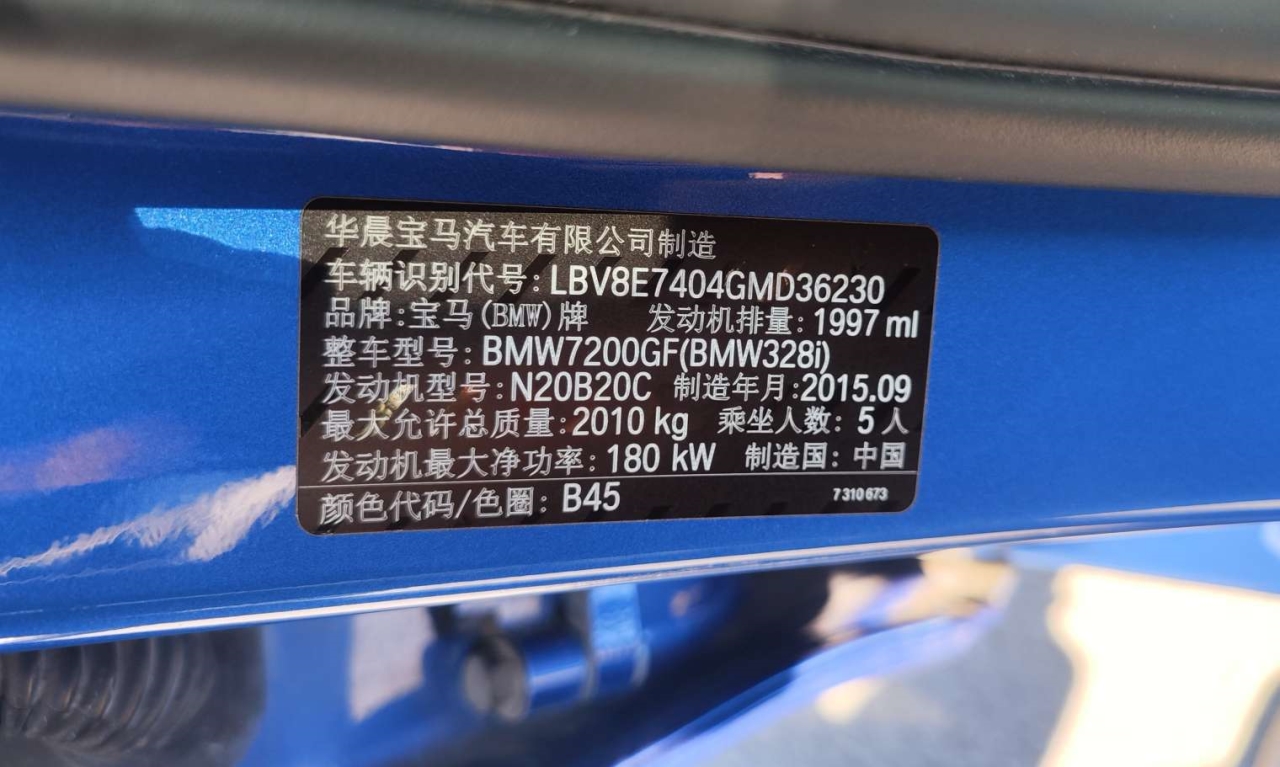 华晨宝马汽车有限公司制造
车辆识别代号: LBV8E7404GMD36230
品牌: 宝马(BMW)牌 发动机排量: 1997 ml
整车型号: BMW7200GF(BMW328i)
发动机型号: N20B20C 制造年月: 2015.09
最大允许总质量: 2010 kg 乘坐人数: 5 人
发动机最大净功率: 180 kW 制造国: 中国
颜色代码/色圈: B45 7 310 673